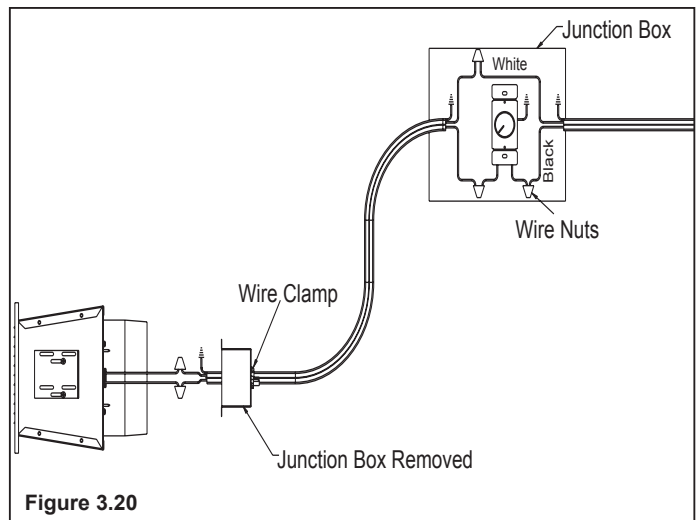 Junction Box
White
Black
Wire Nuts
Wire Clamp
Junction Box Removed
Figure 3.20